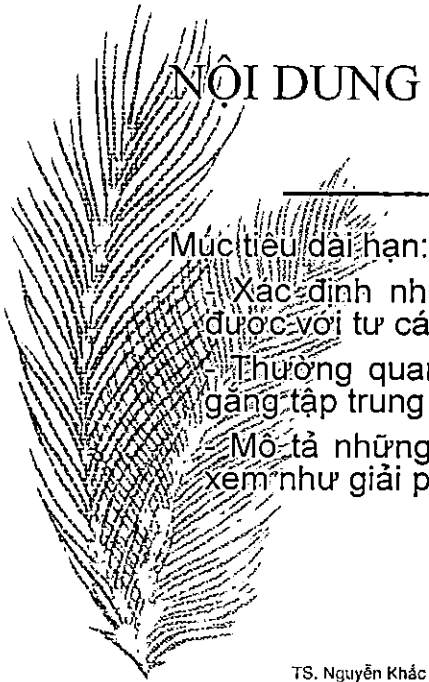 NỘI DUNG
Mục tiêu dài hạn:
- Xác định nh
được với tư cá
- Thường quan
gắng tập trung
- Mô tả những
xem như giải p
TS. Nguyễn Khắc